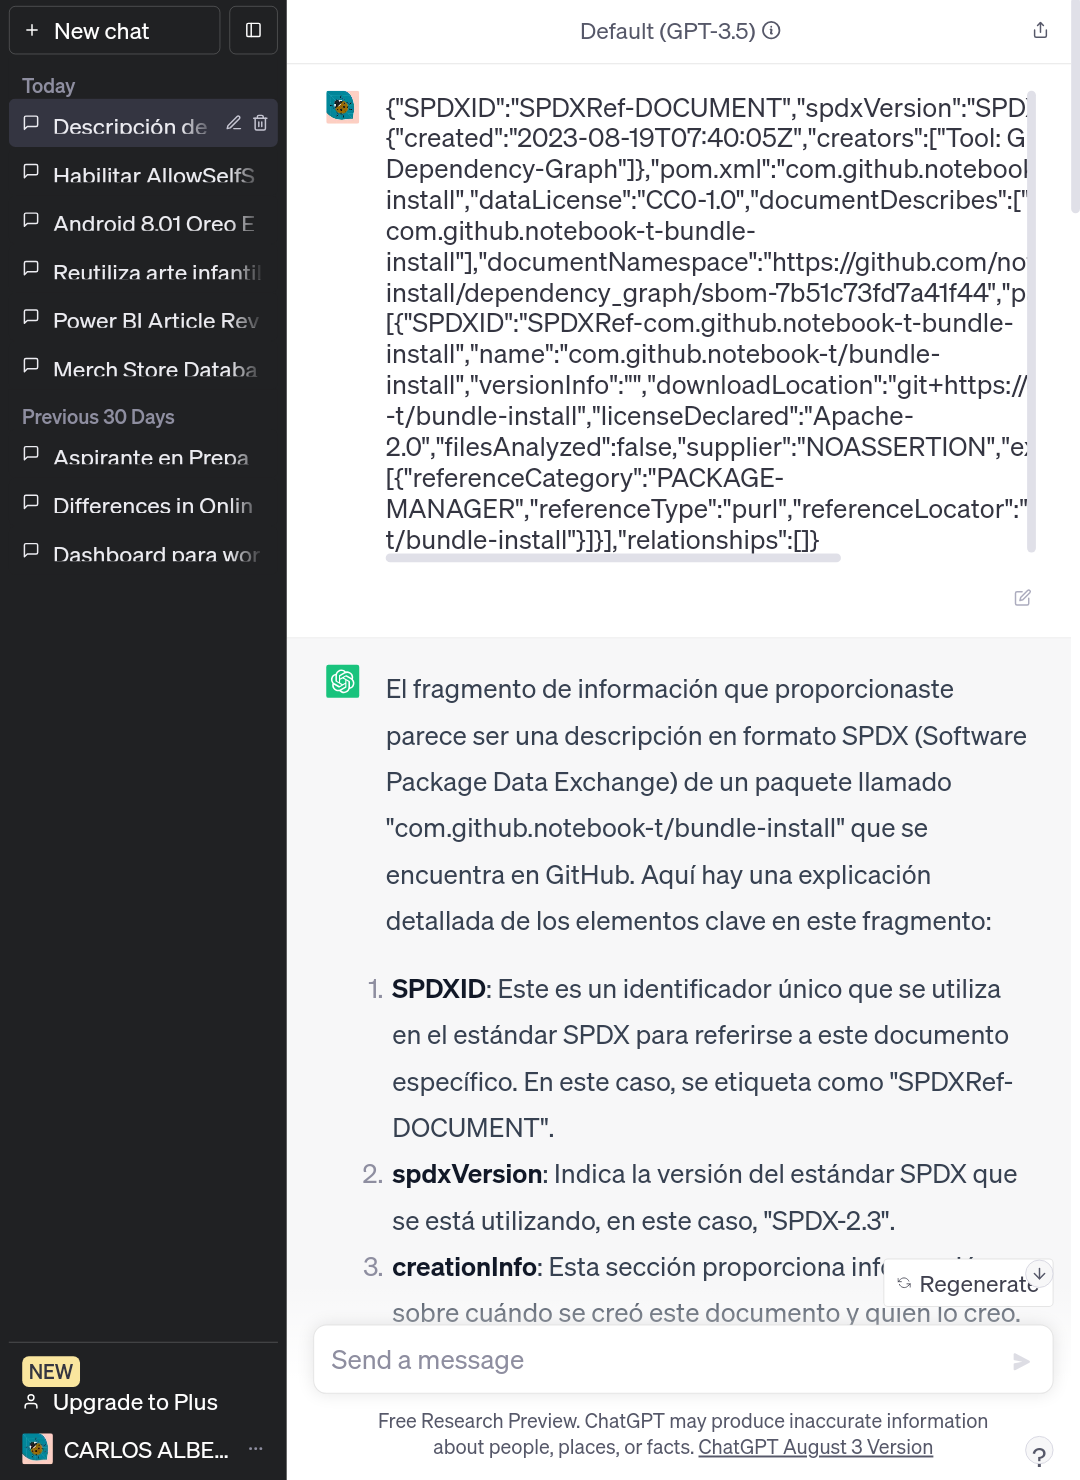 New chat
Today
Descripción de
Habilitar AllowSelfS
Android 8.01 Oreo E
Reutiliza arte infantil
Power BI Article Rev
Merch Store Databa
Previous 30 Days
Aspirante en Prepa
Differences in Onlin
Dashboard para wor
NEW
Upgrade to Plus
CARLOS ALBE...
Default (GPT-3.5)
{"SPDXID":"SPDXRef-DOCUMENT","spdxVersion":"SPDX
{"created":"2023-08-19T07:40:05Z","creators":["Tool: G
Dependency-Graph"]},"pom.xml":"com.github.notebook
install","dataLicense":"CC0-1.0","documentDescribes":["
com.github.notebook-t-bundle-
install"],"documentNamespace":"https://github.com/no
install/dependency_graph/sbom-7b51c73fd7a41f44","p
[{"SPDXID":"SPDXRef-com.github.notebook-t-bundle-
install","name":"com.github.notebook-t/bundle-
install","versionInfo":"","downloadLocation":"git+https://
-t/bundle-install","licenseDeclared":"Apache-
2.0","filesAnalyzed":false,"supplier":"NOASSERTION","ex
[{"referenceCategory":"PACKAGE-
MANAGER","referenceType":"purl","referenceLocator":"
t/bundle-install"}]}],"relationships":[]}
El fragmento de información que proporcionaste
parece ser una descripción en formato SPDX (Software
Package Data Exchange) de un paquete llamado
"com.github.notebook-t/bundle-install" que se
encuentra en GitHub. Aquí hay una explicación
detallada de los elementos clave en este fragmento:
1. SPDXID: Este es un identificador único que se utiliza
en el estándar SPDX para referirse a este documento
específico. En este caso, se etiqueta como "SPDXRef-
DOCUMENT".
2. spdxVersion: Indica la versión del estándar SPDX que
se está utilizando, en este caso, "SPDX-2.3".
3. creationInfo: Esta sección proporciona información
sobre cuándo se creó este documento y quién lo creó.
Regenerate
Send a message
Free Research Preview. ChatGPT may produce inaccurate information
about people, places, or facts. ChatGPT August 3 Version
?